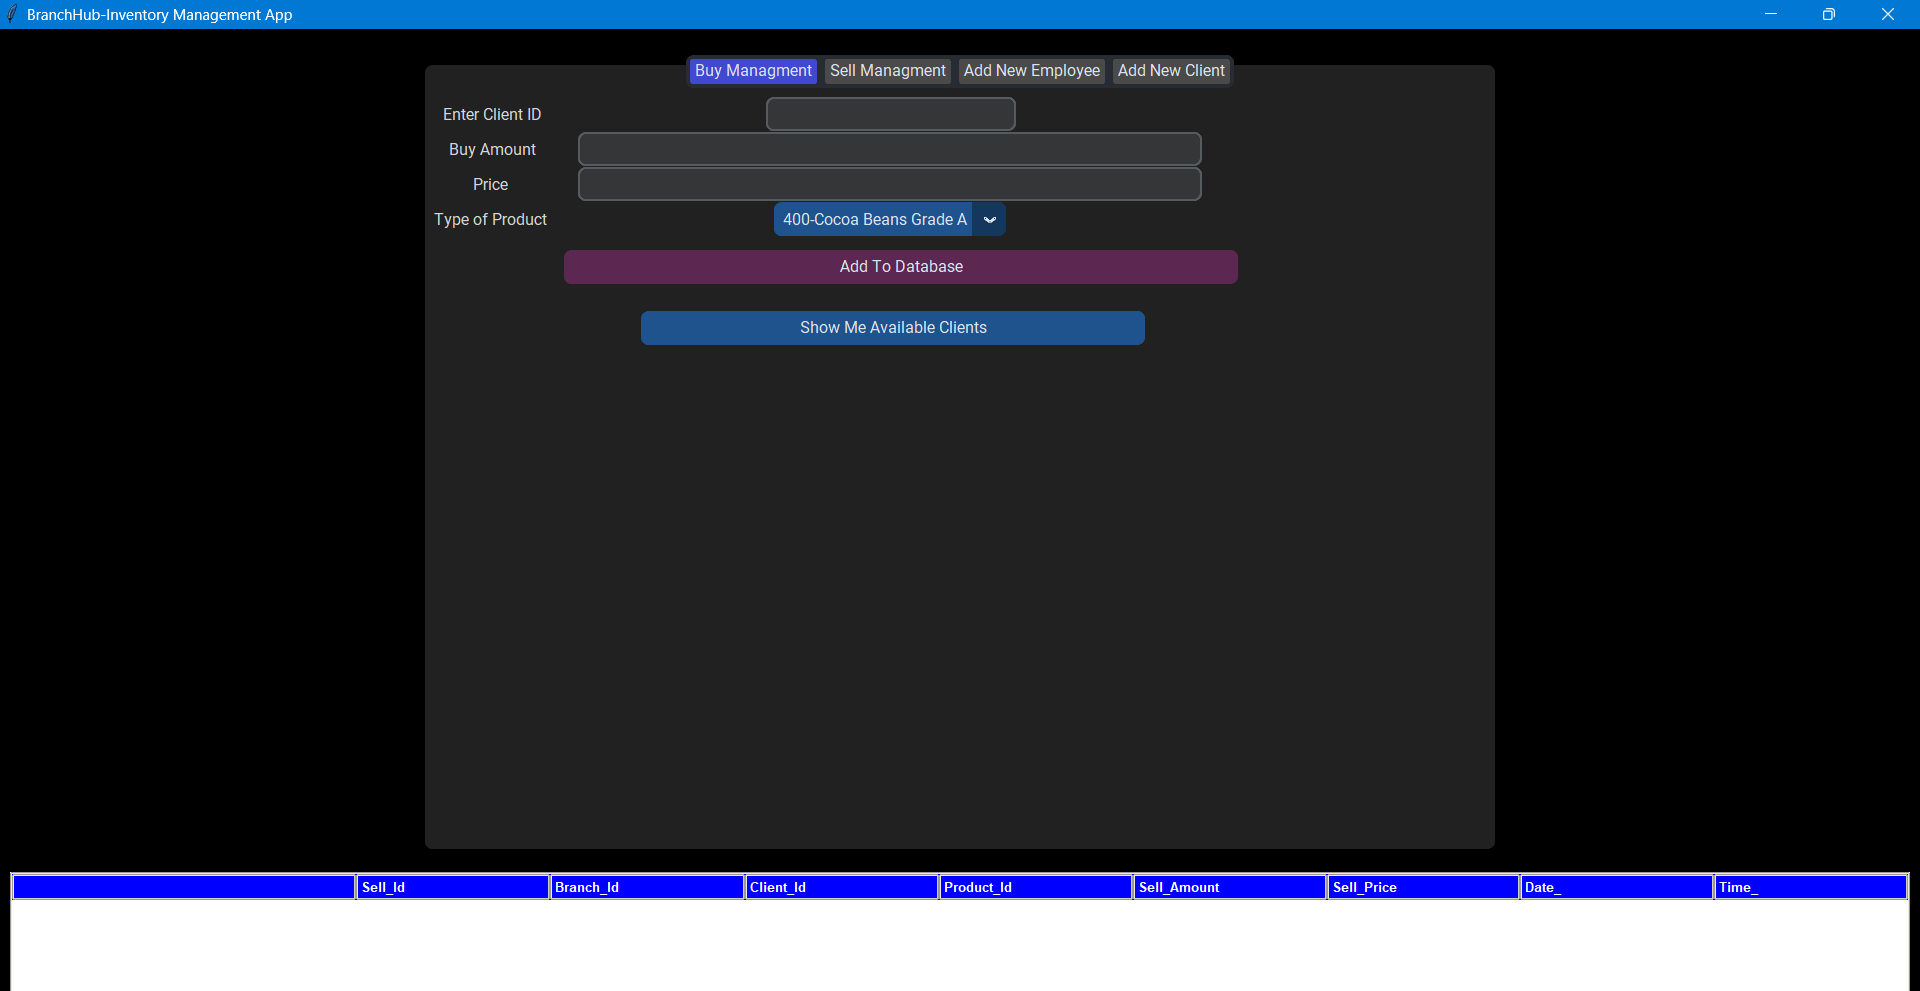 BranchHub-Inventory Management App
Buy Managment Sell Managment Add New Employee Add New Client
Enter Client ID
Buy Amount
Price
Type of Product 400-Cocoa Beans Grade A
Add To Database
Show Me Available Clients
Sell_Id Branch_Id Client_Id Product_Id Sell_Amount Sell_Price Date_ Time_